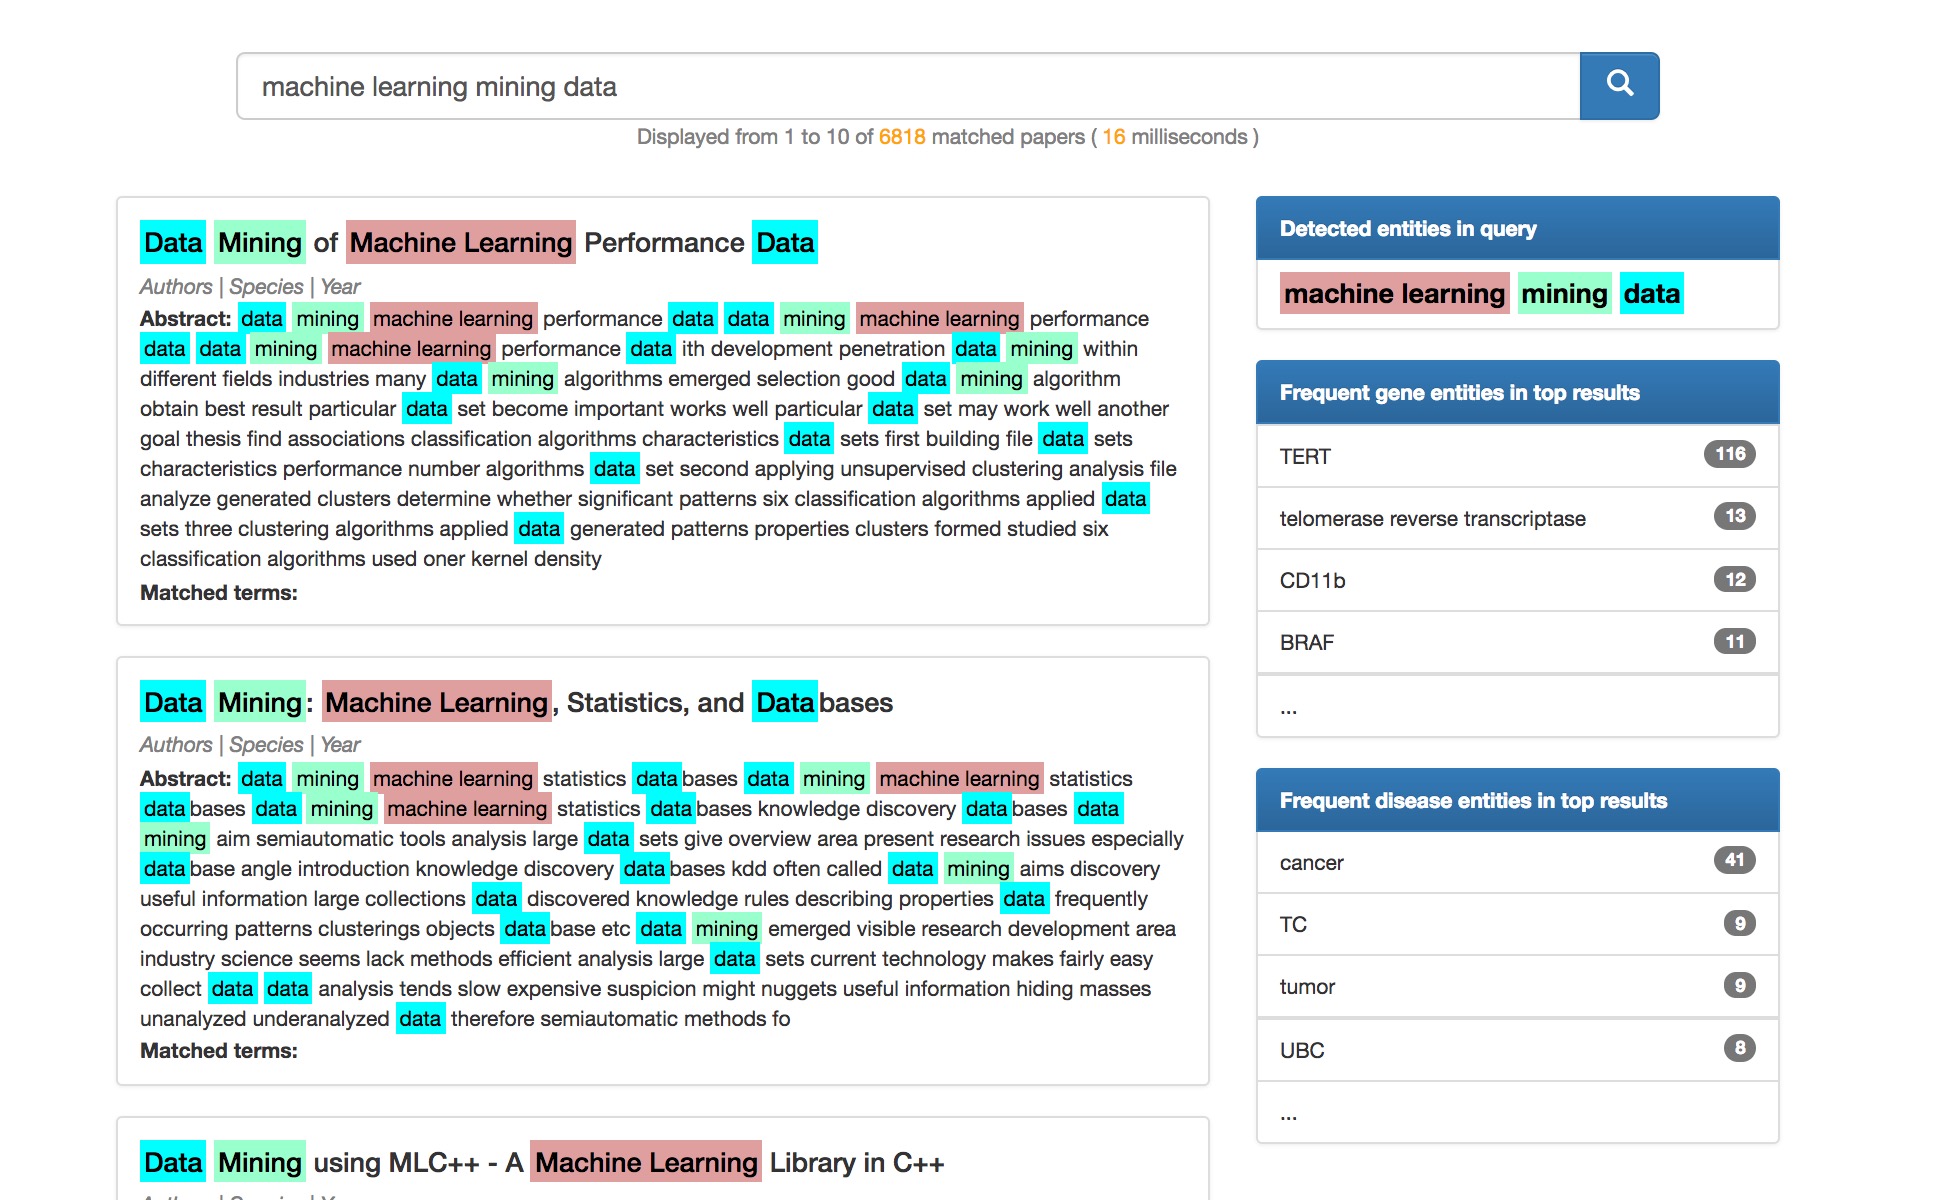 machine learning mining data
Displayed from 1 to 10 of 6818 matched papers ( 16 milliseconds )
Data Mining of Machine Learning Performance Data
Authors | Species | Year
Abstract: data mining machine learning performance data data mining machine learning performance
data data mining machine learning performance data ith development penetration data mining within
different fields industries many data mining algorithms emerged selection good data mining algorithm
obtain best result particular data set become important works well particular data set may work well another
goal thesis find associations classification algorithms characteristics data sets first building file data sets
characteristics performance number algorithms data set second applying unsupervised clustering analysis file
analyze generated clusters determine whether significant patterns six classification algorithms applied data
sets three clustering algorithms applied data generated patterns properties clusters formed studied six
classification algorithms used oner kernel density
Matched terms:
Data Mining: Machine Learning, Statistics, and Databases
Authors | Species | Year
Abstract: data mining machine learning statistics databases data mining machine learning statistics
databases data mining machine learning statistics databases knowledge discovery databases data
mining aim semiautomatic tools analysis large data sets give overview area present research issues especially
database angle introduction knowledge discovery databases kdd often called data mining aims discovery
useful information large collections data discovered knowledge rules describing properties data frequently
occurring patterns clusterings objects database etc data mining emerged visible research development area
industry science seems lack methods efficient analysis large data sets current technology makes fairly easy
collect data data analysis tends slow expensive suspicion might nuggets useful information hiding masses
unanalyzed underanalyzed data therefore semiautomatic methods fo
Matched terms:
Data Mining using MLC++ - A Machine Learning Library in C++
Authors | Species | Year
Detected entities in query
machine learning mining data
Frequent gene entities in top results
TERT 116
telomerase reverse transcriptase 13
CD11b 12
BRAF 11
...
Frequent disease entities in top results
cancer 41
TC 9
tumor 9
UBC 8
...